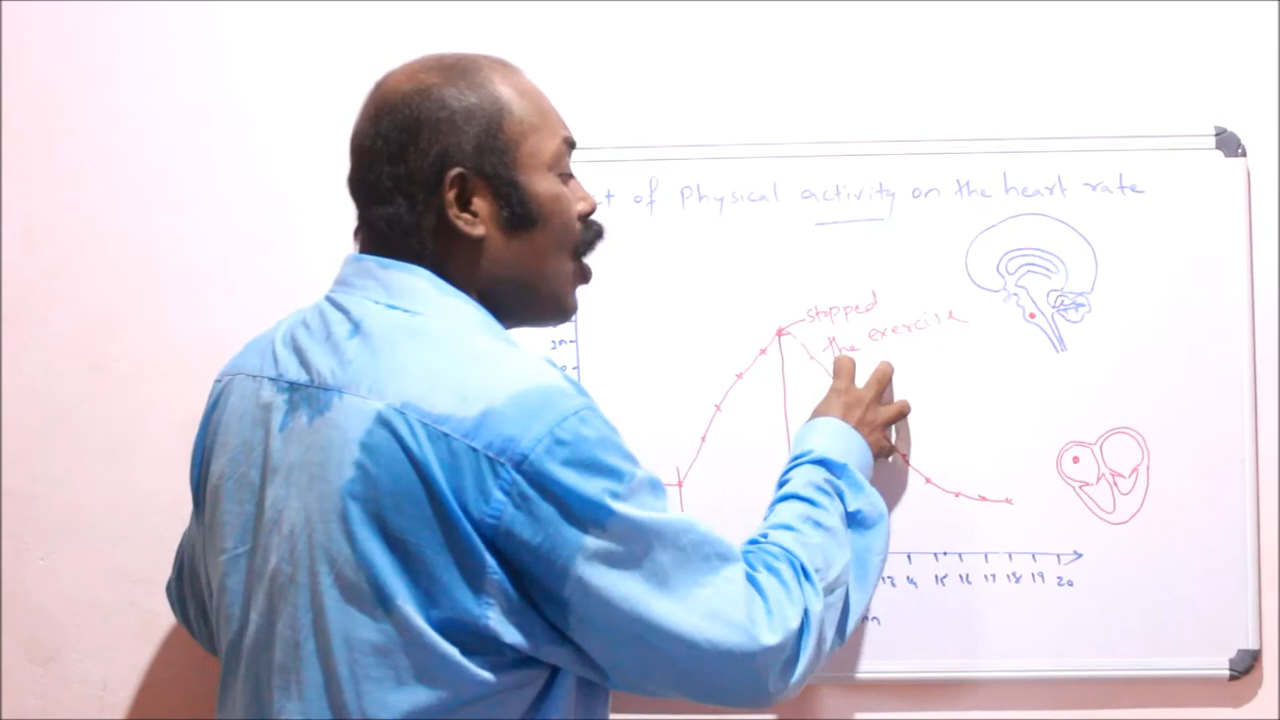 t of Physical activity on the heart rate
stopped
the exercise
13 14 15 16 17 18 19 20